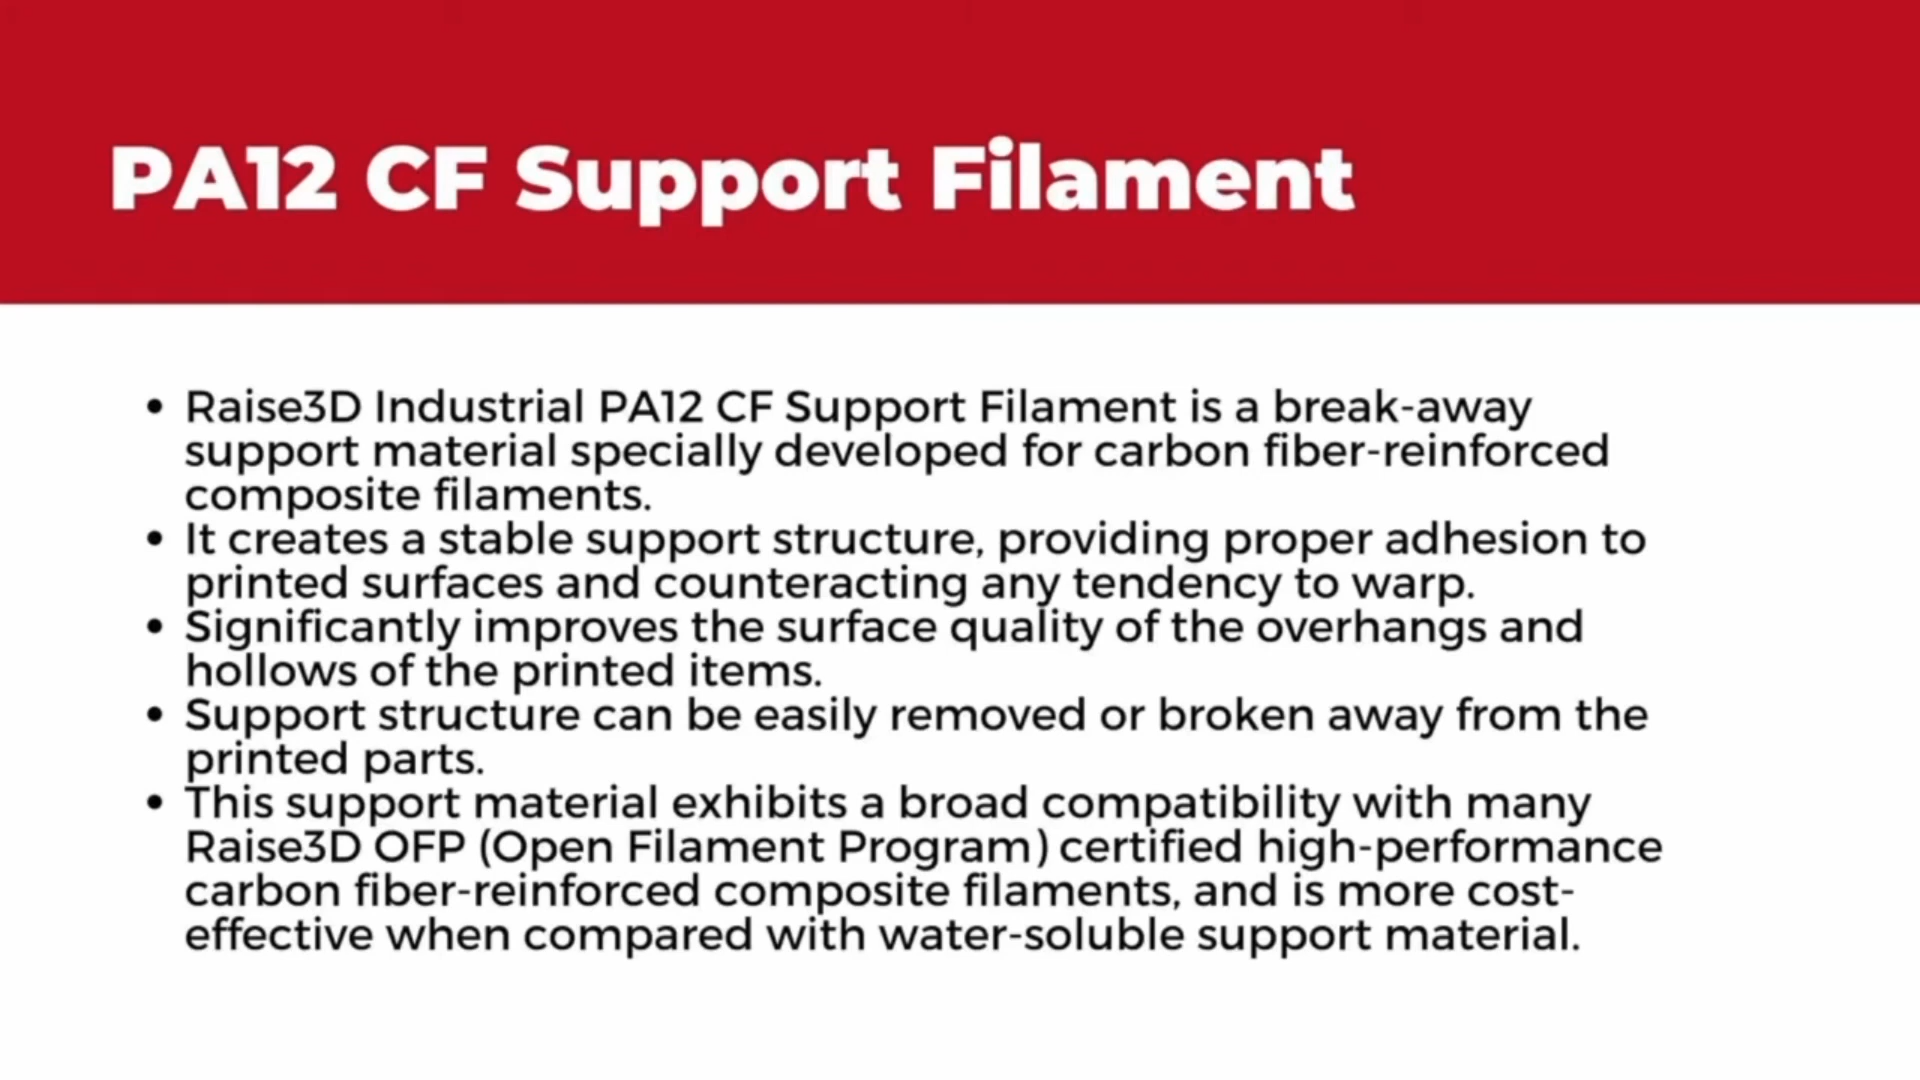 PA12 CF Support Filament
• Raise3D Industrial PA12 CF Support Filament is a break-away
support material specially developed for carbon fiber-reinforced
composite filaments.
• It creates a stable support structure, providing proper adhesion to
printed surfaces and counteracting any tendency to warp.
• Significantly improves the surface quality of the overhangs and
hollows of the printed items.
• Support structure can be easily removed or broken away from the
printed parts.
• This support material exhibits a broad compatibility with many
Raise3D OFP (Open Filament Program) certified high-performance
carbon fiber-reinforced composite filaments, and is more cost-
effective when compared with water-soluble support material.